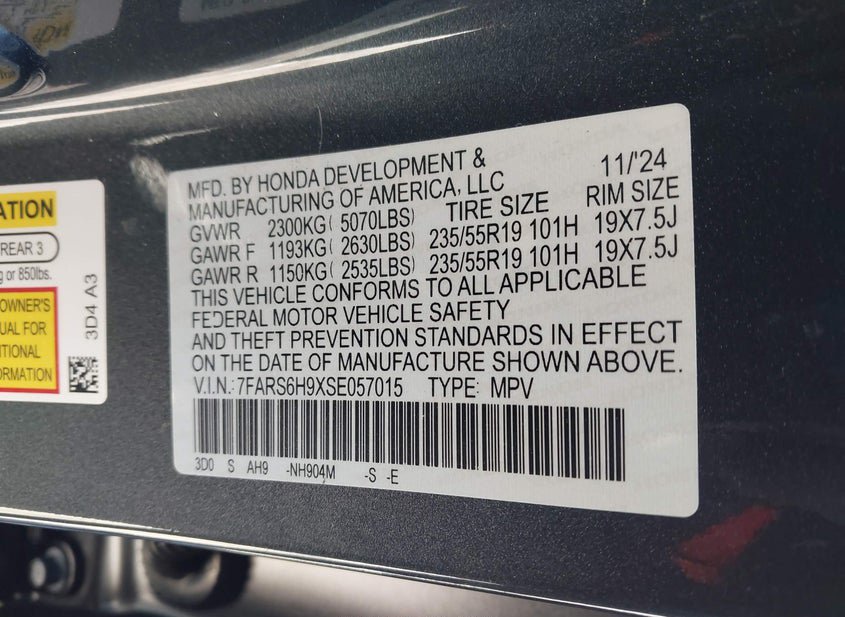 ATION
REAR 3
g or 850lbs.
OWNER'S
UAL FOR
ITIONAL
ORMATION
3D4 A3
MFD. BY HONDA DEVELOPMENT & 11/'24
MANUFACTURING OF AMERICA, LLC
GVWR 2300KG( 5070LBS) TIRE SIZE RIM SIZE
GAWR F 1193KG( 2630LBS) 235/55R19 101H 19X7.5J
GAWR R 1150KG( 2535LBS) 235/55R19 101H 19X7.5J
THIS VEHICLE CONFORMS TO ALL APPLICABLE
FEDERAL MOTOR VEHICLE SAFETY
AND THEFT PREVENTION STANDARDS IN EFFECT
ON THE DATE OF MANUFACTURE SHOWN ABOVE.
V.I.N.:7FARS6H9XSE057015 TYPE: MPV
3D0 S AH9 -NH904M -S -E